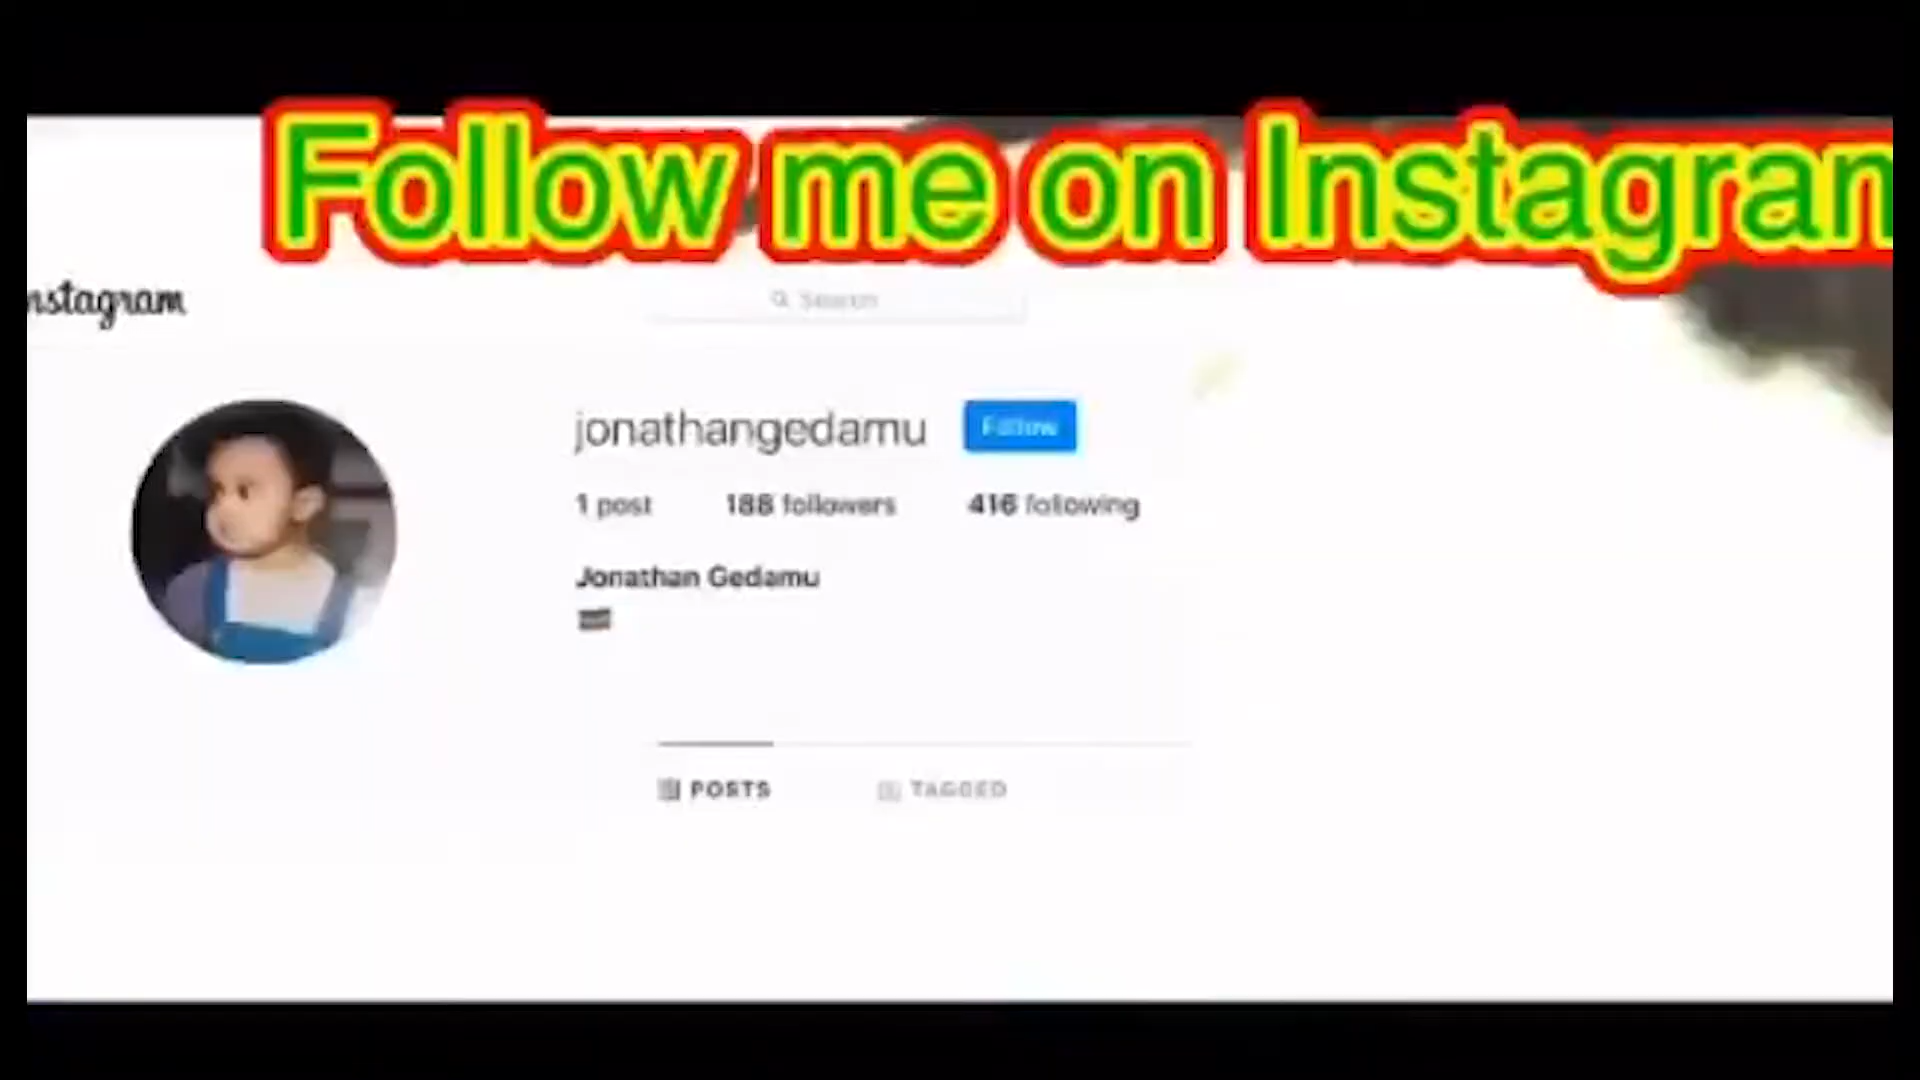 Follow me on Instagram
nstagram
Search
jonathangedamu Follow
1 post 188 followers 416 following
Jonathan Gedamu
POSTS TAGGED